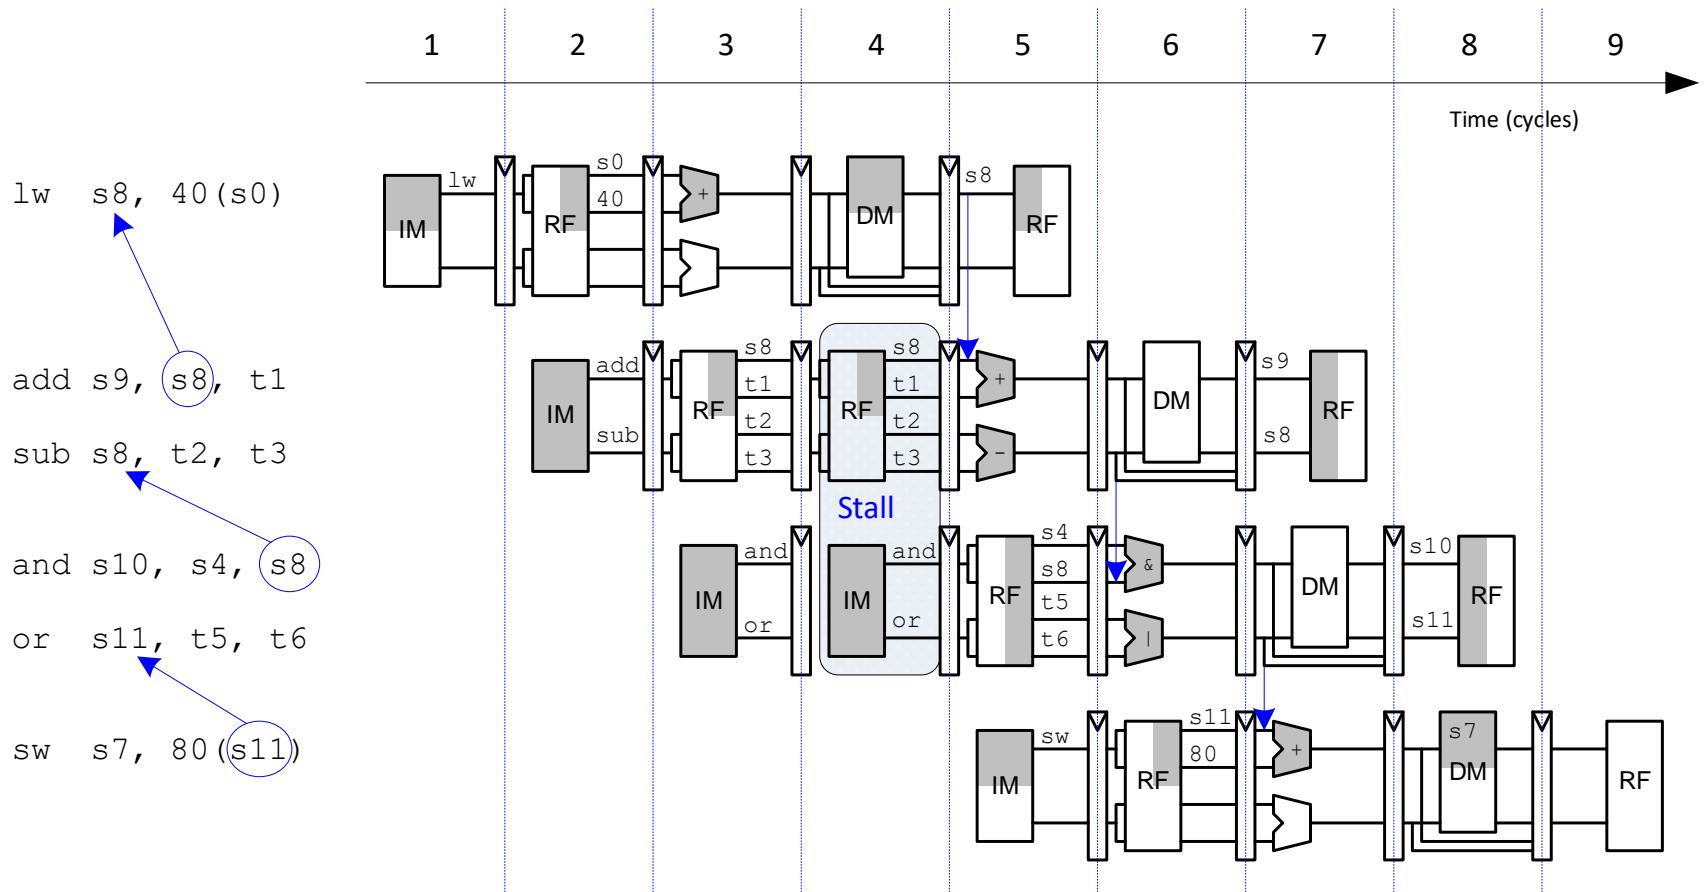 1 2 3 4 5 6 7 8 9
Time (cycles)
lw s8, 40(s0)
lw
IM
RF
s0
40
+
DM
s8
RF
add s9, s8, t1
sub s8, t2, t3
add
IM
sub
s8
RF
t1
t2
t3
s8
RF
t1
t2
t3
+
-
DM
s9
RF
s8
Stall
and s10, s4, s8
or s11, t5, t6
and
IM
or
and
IM
or
s4
s8
RF
t5
t6
&
|
DM
s10
RF
s11
sw s7, 80(s11)
sw
IM
s11
80
RF
+
s7
DM
RF